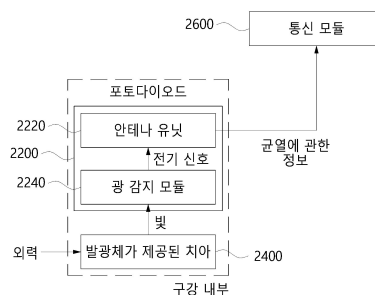 2600
통신 모듈
포토다이오드
2220
안테나 유닛
2200
전기 신호
균열에 관한
정보
2240
광 감지 모듈
빛
외력
발광체가 제공된 치아
2400
구강 내부